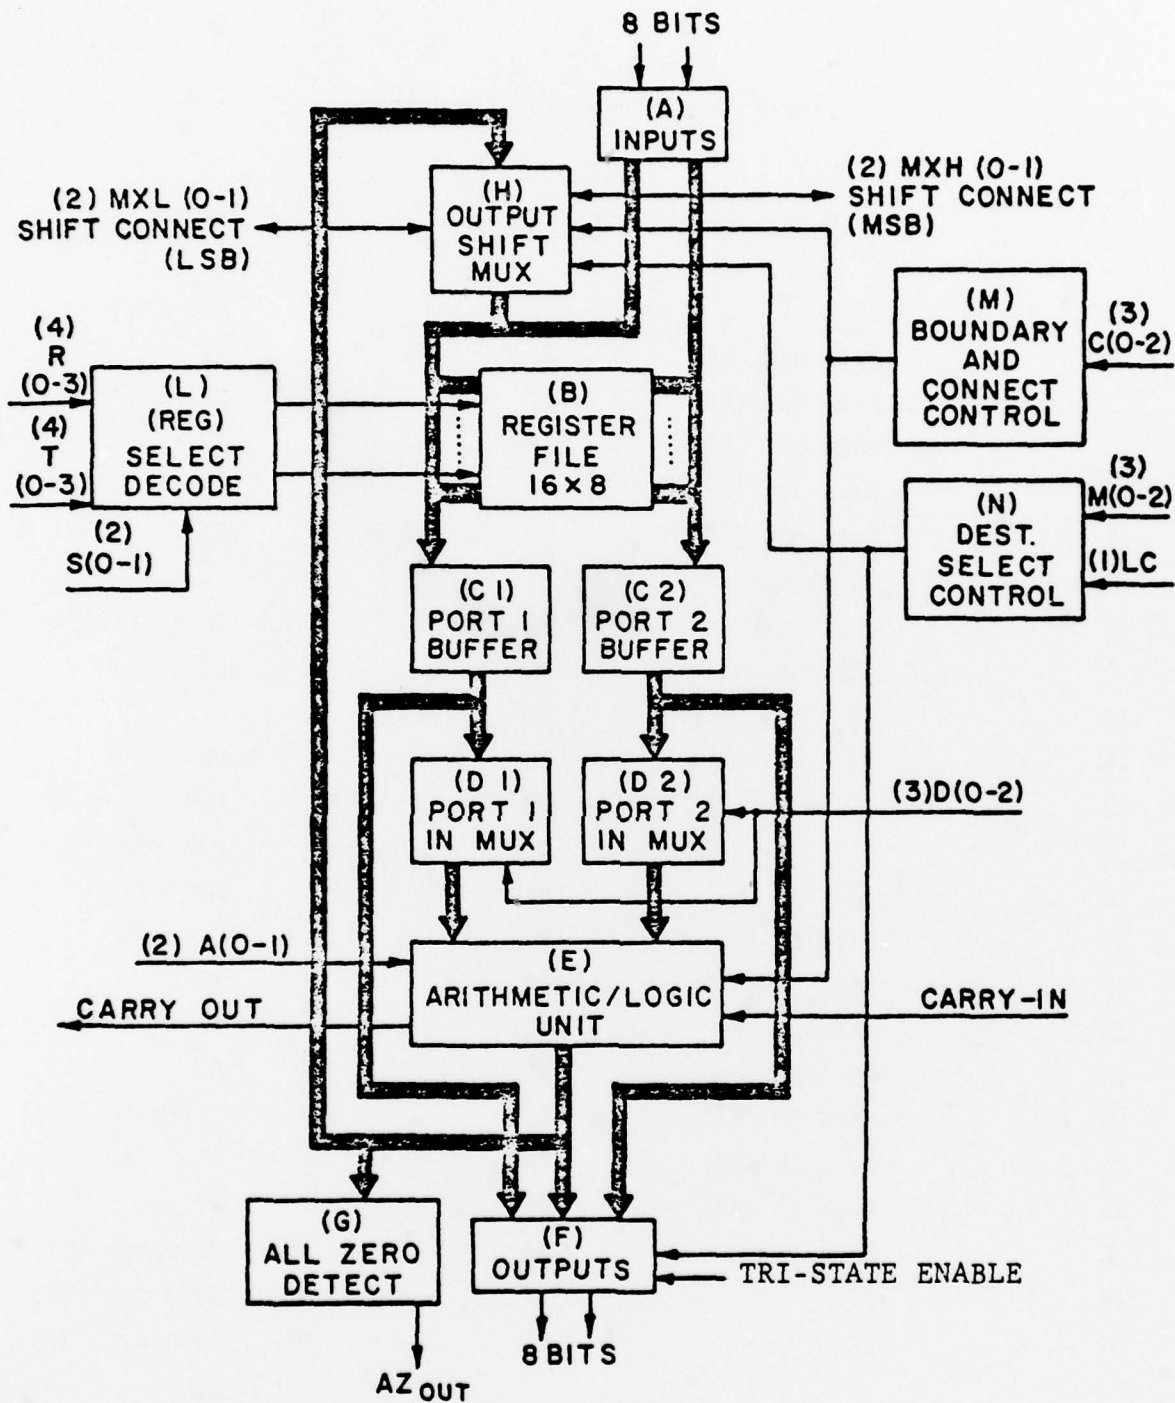 8 BITS
(A)
INPUTS
(H)
OUTPUT
SHIFT
MUX
(2) MXL (0-1)
SHIFT CONNECT
(LSB)
(2) MXH (0-1)
SHIFT CONNECT
(MSB)
(M)
BOUNDARY
AND
CONNECT
CONTROL
(3)
C(0-2)
(4)
R
(0-3)
(4)
T
(0-3)
(L)
(REG)
SELECT
DECODE
(2)
S(0-1)
(B)
REGISTER
FILE
16×8
(N)
DEST.
SELECT
CONTROL
(3)
M(0-2)
(1)LC
(C 1)
PORT 1
BUFFER
(C 2)
PORT 2
BUFFER
(D 1)
PORT 1
IN MUX
(D 2)
PORT 2
IN MUX
(3)D(0-2)
(2) A(0-1)
CARRY OUT
(E)
ARITHMETIC/LOGIC
UNIT
CARRY-IN
(G)
ALL ZERO
DETECT
(F)
OUTPUTS
TRI-STATE ENABLE
8 BITS
AZ OUT